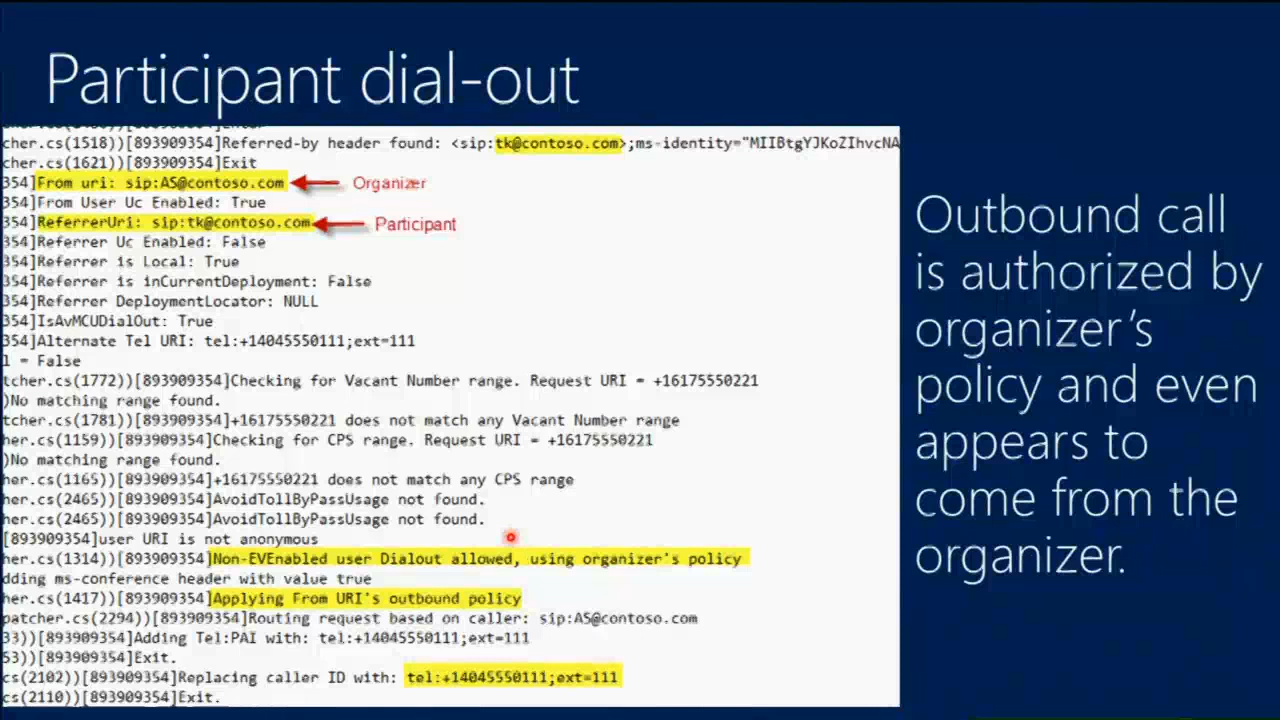 Participant dial-out
cher.cs(1518))[893909354]Referred-by header found: <sip:tk@contoso.com>;ms-identity="MIIBtgYJKoZIhvcNA
cher.cs(1621))[893909354]Exit
354]From uri: sip:AS@contoso.com
Organizer
354]From User Uc Enabled: True
354]ReferrerUri: sip:tk@contoso.com
Participant
354]Referrer Uc Enabled: False
354]Referrer is Local: True
354]Referrer is inCurrentDeployment: False
354]Referrer DeploymentLocator: NULL
354]IsAvMCUDialOut: True
354]Alternate Tel URI: tel:+14045550111;ext=111
l = False
tcher.cs(1772))[893909354]Checking for Vacant Number range. Request URI = +16175550221
)No matching range found.
tcher.cs(1781))[893909354]+16175550221 does not match any Vacant Number range
her.cs(1159))[893909354]Checking for CPS range. Request URI = +16175550221
)No matching range found.
her.cs(1165))[893909354]+16175550221 does not match any CPS range
her.cs(2465))[893909354]AvoidTollByPassUsage not found.
her.cs(2465))[893909354]AvoidTollByPassUsage not found.
[893909354]user URI is not anonymous
her.cs(1314))[893909354]Non-EVEnabled user Dialout allowed, using organizer's policy
dding ms-conference header with value true
her.cs(1417))[893909354]Applying From URI's outbound policy
patcher.cs(2294))[893909354]Routing request based on caller: sip:AS@contoso.com
33))[893909354]Adding Tel:PAI with: tel:+14045550111;ext=111
53))[893909354]Exit.
cs(2102))[893909354]Replacing caller ID with: tel:+14045550111;ext=111
cs(2110))[893909354]Exit.
Outbound call
is authorized by
organizer's
policy and even
appears to
come from the
organizer.